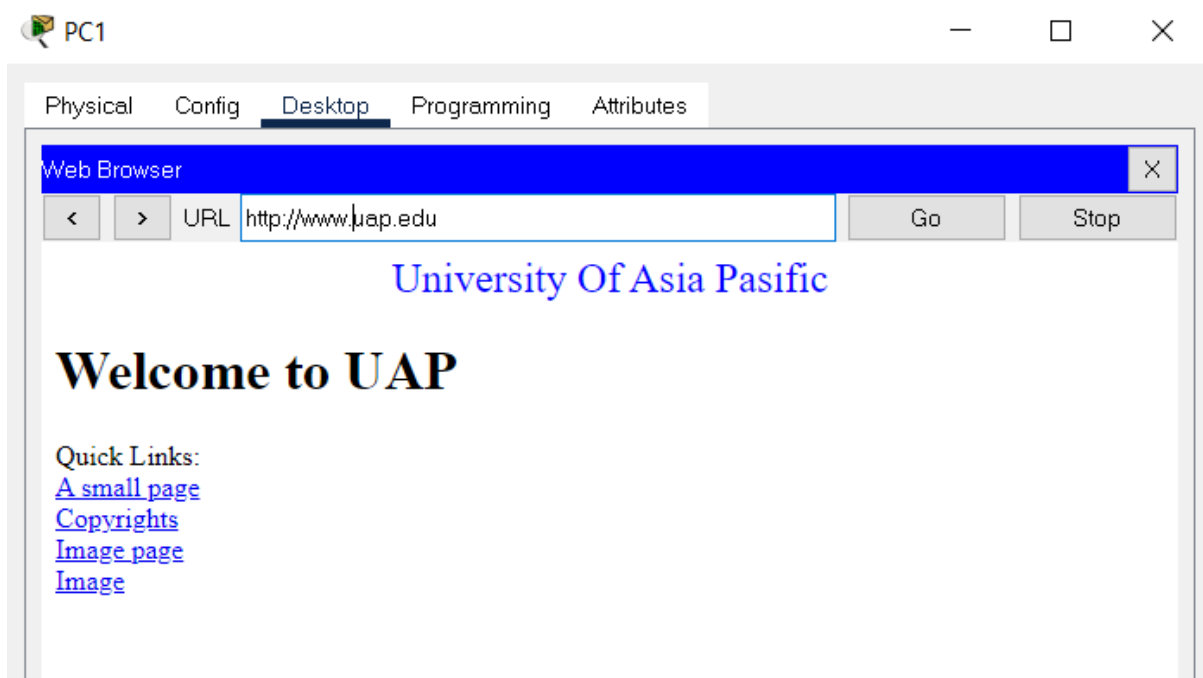 PC1
Physical Config Desktop Programming Attributes
Web Browser X
< > URL http://www.uap.edu Go Stop
University Of Asia Pasific
Welcome to UAP
Quick Links:
A small page
Copyrights
Image page
Image